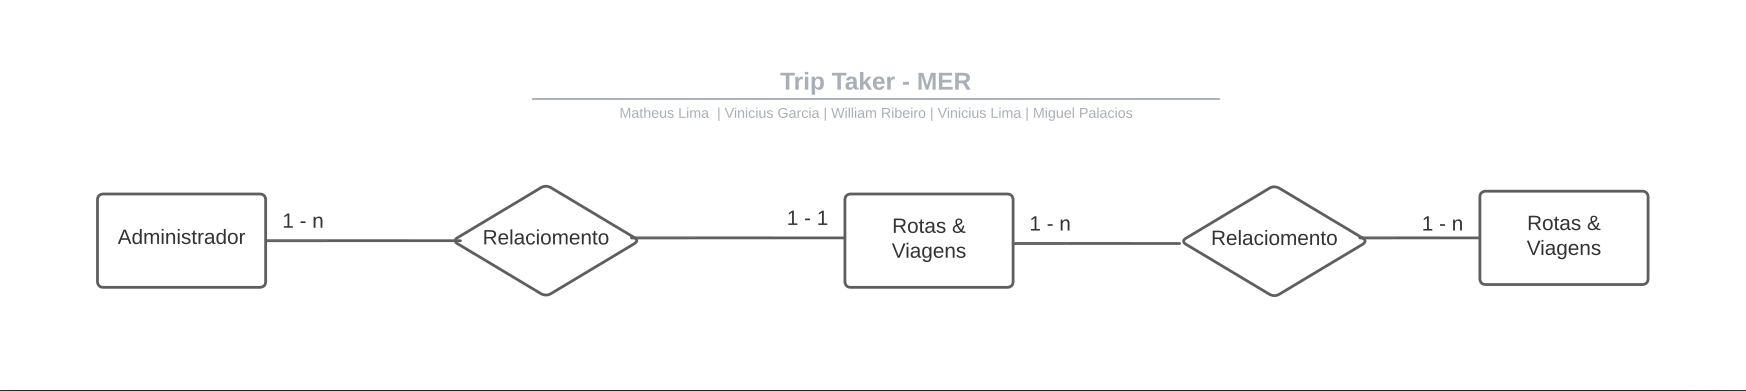 Trip Taker - MER
Matheus Lima | Vinicius Garcia | William Ribeiro | Vinicius Lima | Miguel Palacios
Administrador
1 - n
Relaciomento
1 - 1
Rotas &
Viagens
1 - n
Relaciomento
1 - n
Rotas &
Viagens